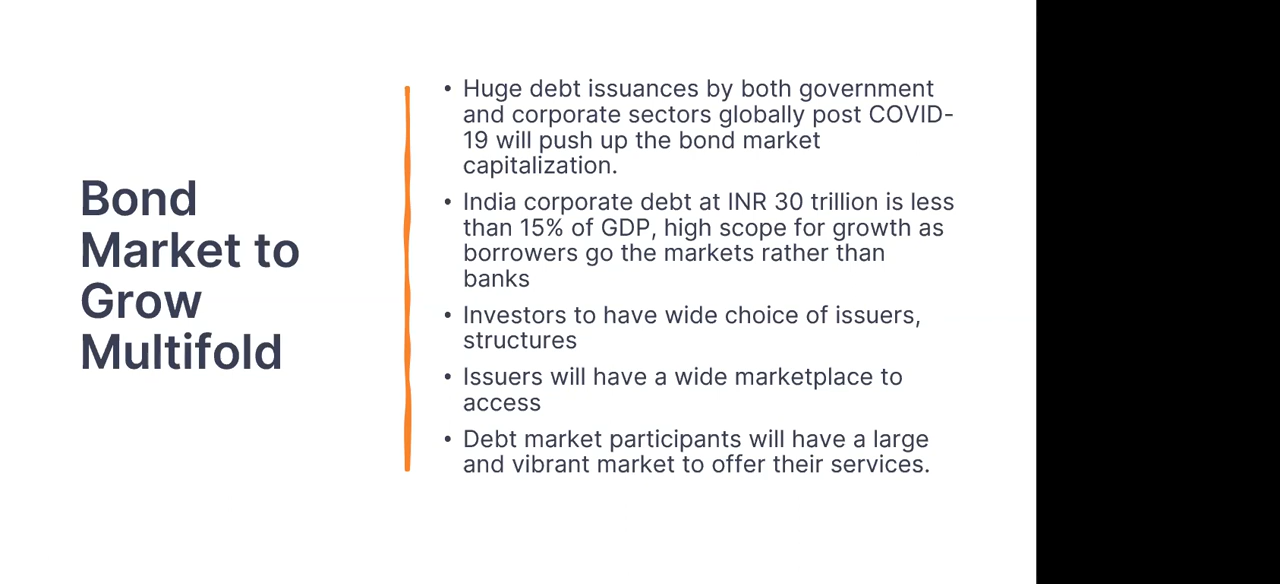 Bond
Market to
Grow
Multifold
• Huge debt issuances by both government
and corporate sectors globally post COVID-
19 will push up the bond market
capitalization.
• India corporate debt at INR 30 trillion is less
than 15% of GDP, high scope for growth as
borrowers go the markets rather than
banks
• Investors to have wide choice of issuers,
structures
• Issuers will have a wide marketplace to
access
• Debt market participants will have a large
and vibrant market to offer their services.